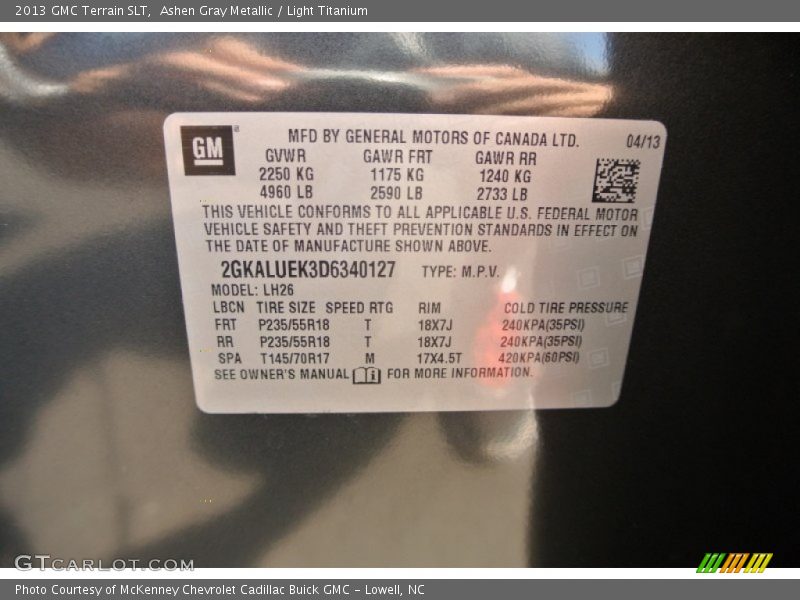 2013 GMC Terrain SLT, Ashen Gray Metallic / Light Titanium
GM
MFD BY GENERAL MOTORS OF CANADA LTD. 04/13
GVWR GAWR FRT GAWR RR
2250 KG 1175 KG 1240 KG
4960 LB 2590 LB 2733 LB
THIS VEHICLE CONFORMS TO ALL APPLICABLE U.S. FEDERAL MOTOR
VEHICLE SAFETY AND THEFT PREVENTION STANDARDS IN EFFECT ON
THE DATE OF MANUFACTURE SHOWN ABOVE.
2GKALUEK3D6340127 TYPE: M.P.V.
MODEL: LH26
LBCN TIRE SIZE SPEED RTG RIM COLD TIRE PRESSURE
FRT P235/55R18 T 18X7J 240KPA(35PSI)
RR P235/55R18 T 18X7J 240KPA(35PSI)
SPA T145/70R17 M 17X4.5T 420KPA(60PSI)
SEE OWNER'S MANUAL FOR MORE INFORMATION.
GTCARLOT.COM
Photo Courtesy of McKenney Chevrolet Cadillac Buick GMC - Lowell, NC